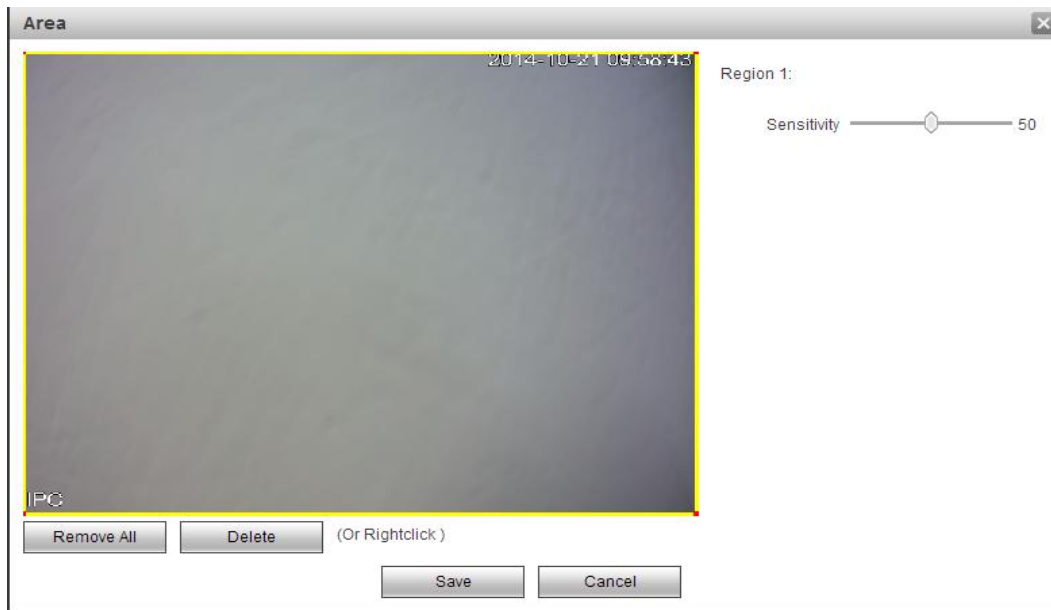 Area
2014-10-21 09:58:43
Region 1:
Sensitivity 50
IPC
Remove All Delete (Or Rightclick )
Save Cancel